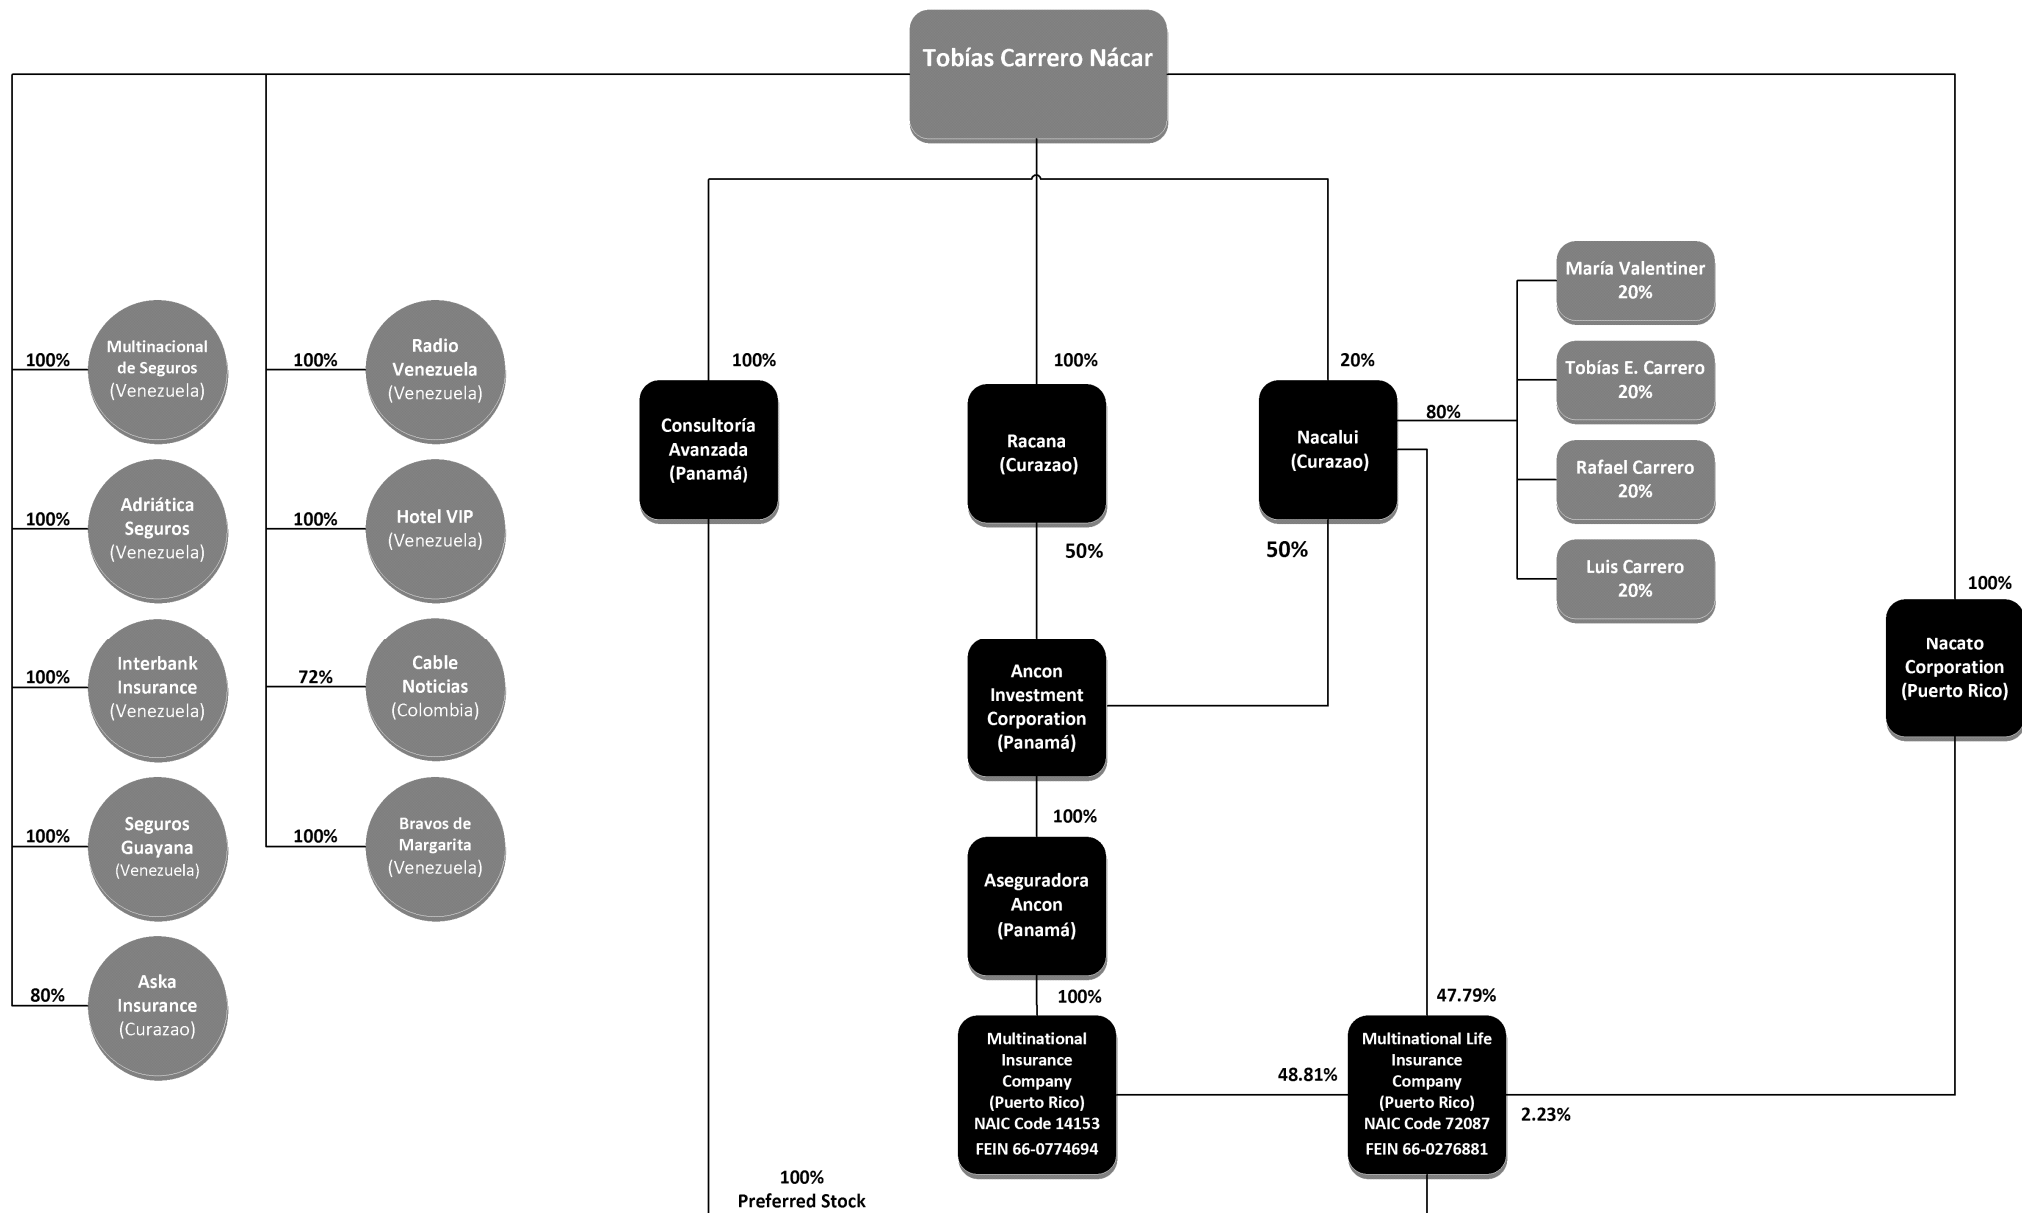 Tobías Carrero Nácar
100%
Multinacional
de Seguros
(Venezuela)
100%
Adriática
Seguros
(Venezuela)
100%
Interbank
Insurance
(Venezuela)
100%
Seguros
Guayana
(Venezuela)
80%
Aska
Insurance
(Curazao)
100%
Radio
Venezuela
(Venezuela)
100%
Hotel VIP
(Venezuela)
72%
Cable
Noticias
(Colombia)
100%
Bravos de
Margarita
(Venezuela)
100%
Consultoría
Avanzada
(Panamá)
100%
Racana
(Curazao)
50%
20%
Nacalui
(Curazao)
50%
80%
María Valentiner
20%
Tobías E. Carrero
20%
Rafael Carrero
20%
Luis Carrero
20%
100%
Nacato
Corporation
(Puerto Rico)
Ancon
Investment
Corporation
(Panamá)
100%
Aseguradora
Ancon
(Panamá)
100%
Multinational
Insurance
Company
(Puerto Rico)
NAIC Code 14153
FEIN 66-0774694
48.81%
47.79%
Multinational Life
Insurance
Company
(Puerto Rico)
NAIC Code 72087
FEIN 66-0276881
2.23%
100%
Preferred Stock